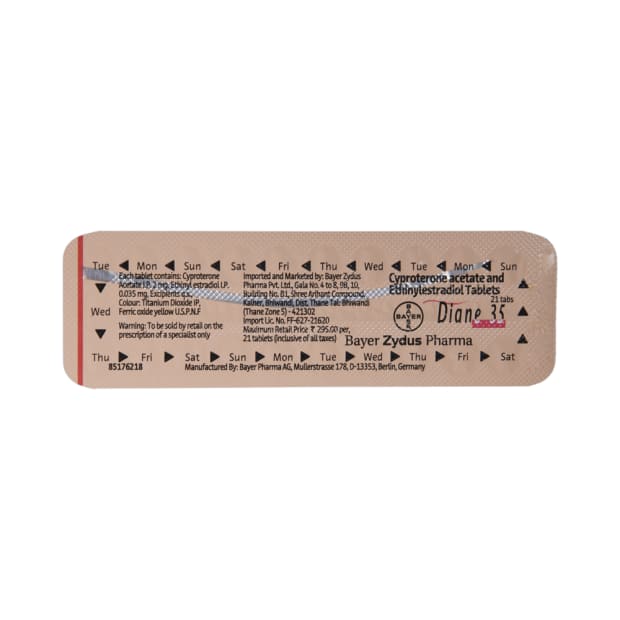 Tue ◀ Mon ◀ Sun ◀ Sat ◀ Fri ◀ Thu ◀ Wed ◀ Tue ◀ Mon ◀ Sun
Each tablet contains: Cyproterone
Acetate I.P. 2 mg, Ethinyl estradiol I.P.
0.035 mg. Excipients q.s.
Colour: Titanium Dioxide IP,
Ferric oxide yellow U.S.P.N.F
Wed
Warning: To be sold by retail on the
prescription of a specialist only
Imported and Marketed by: Bayer Zydus
Pharma Pvt. Ltd., Gala No. 4 to 8, 9B, 10,
Building No. B1, Shree Arihant Compound,
Kalher, Bhiwandi, Dist. Thane Tal: Bhiwandi
(Thane Zone 5) - 421302
Import Lic. No. FF-627-21620
Maximum Retail Price ₹ 295.00 per,
21 tablets (inclusive of all taxes)
Cyproterone acetate and
Ethinylestradiol Tablets
21 tabs
BAYER
BAYER
Diane 35
Bayer Zydus Pharma
Thu ▶ Fri ▶ Sat ▶ Sun ▶ Mon ▶ Tue ▶ Wed ▶ Thu ▶ Fri ▶ Sat
85176218
Manufactured By: Bayer Pharma AG, Mullerstrasse 178, D-13353, Berlin, Germany